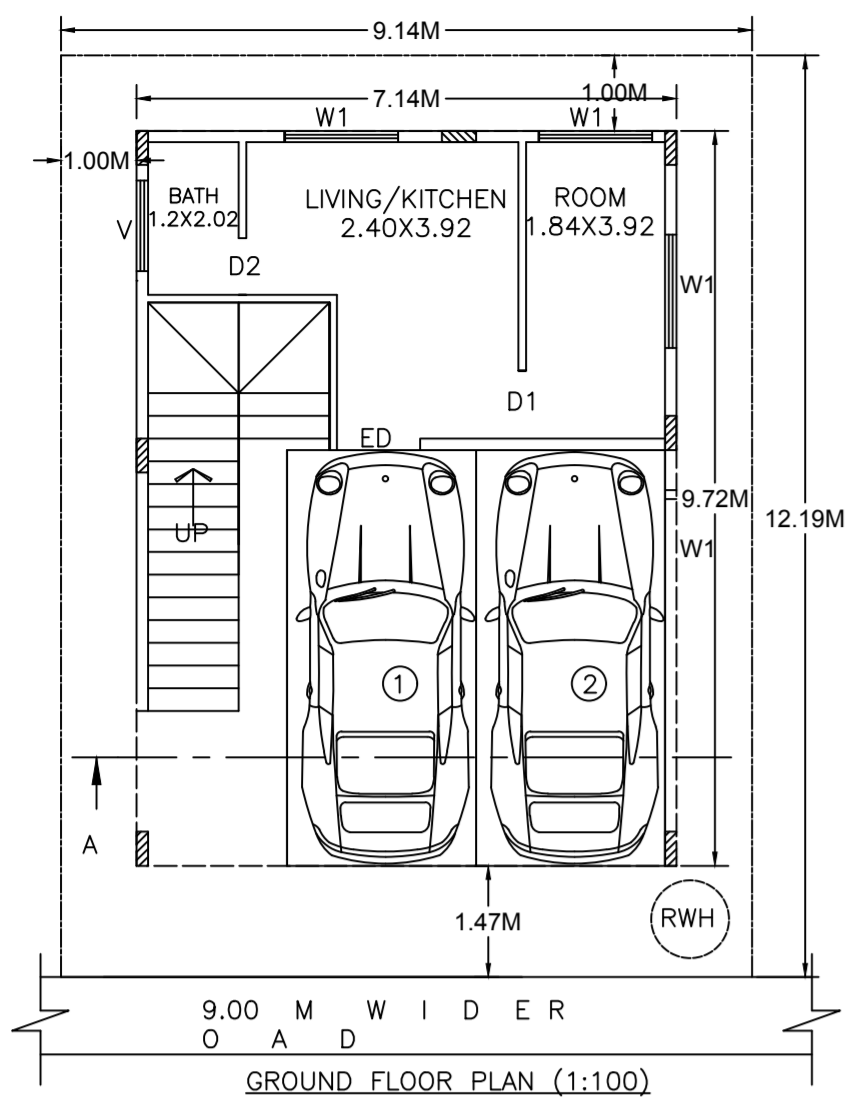 9.14M
7.14M
1.00M
W1
W1
1.00M
BATH
1.2X2.02
LIVING/KITCHEN
2.40X3.92
ROOM
1.84X3.92
V
D2
W1
D1
ED
9.72M
12.19M
UP
W1
1
2
A
1.47M
RWH
9.00 M W I D E R
O A D
GROUND FLOOR PLAN (1:100)